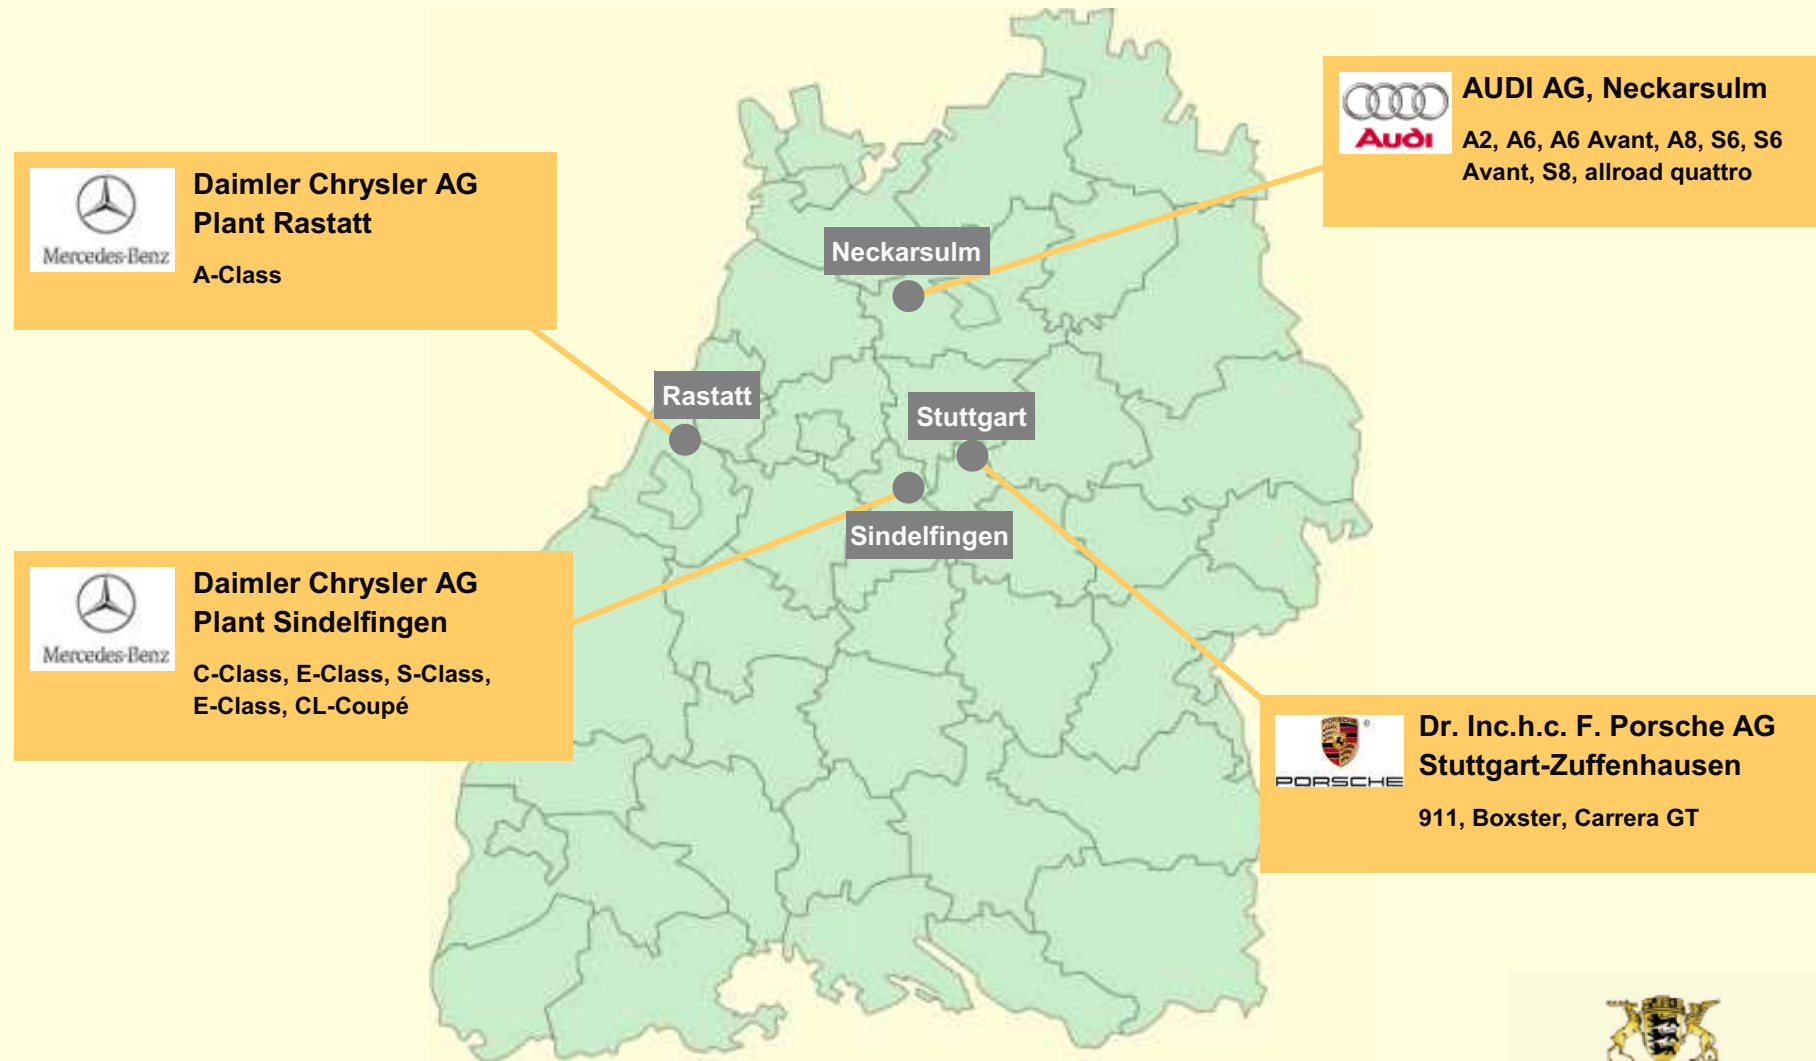 Audi
AUDI AG, Neckarsulm
A2, A6, A6 Avant, A8, S6, S6
Avant, S8, allroad quattro
Mercedes-Benz
Daimler Chrysler AG
Plant Rastatt
A-Class
Neckarsulm
Rastatt
Stuttgart
Sindelfingen
Mercedes-Benz
Daimler Chrysler AG
Plant Sindelfingen
C-Class, E-Class, S-Class,
E-Class, CL-Coupé
PORSCHE
®
PORSCHE
Dr. Inc.h.c. F. Porsche AG
Stuttgart-Zuffenhausen
911, Boxster, Carrera GT